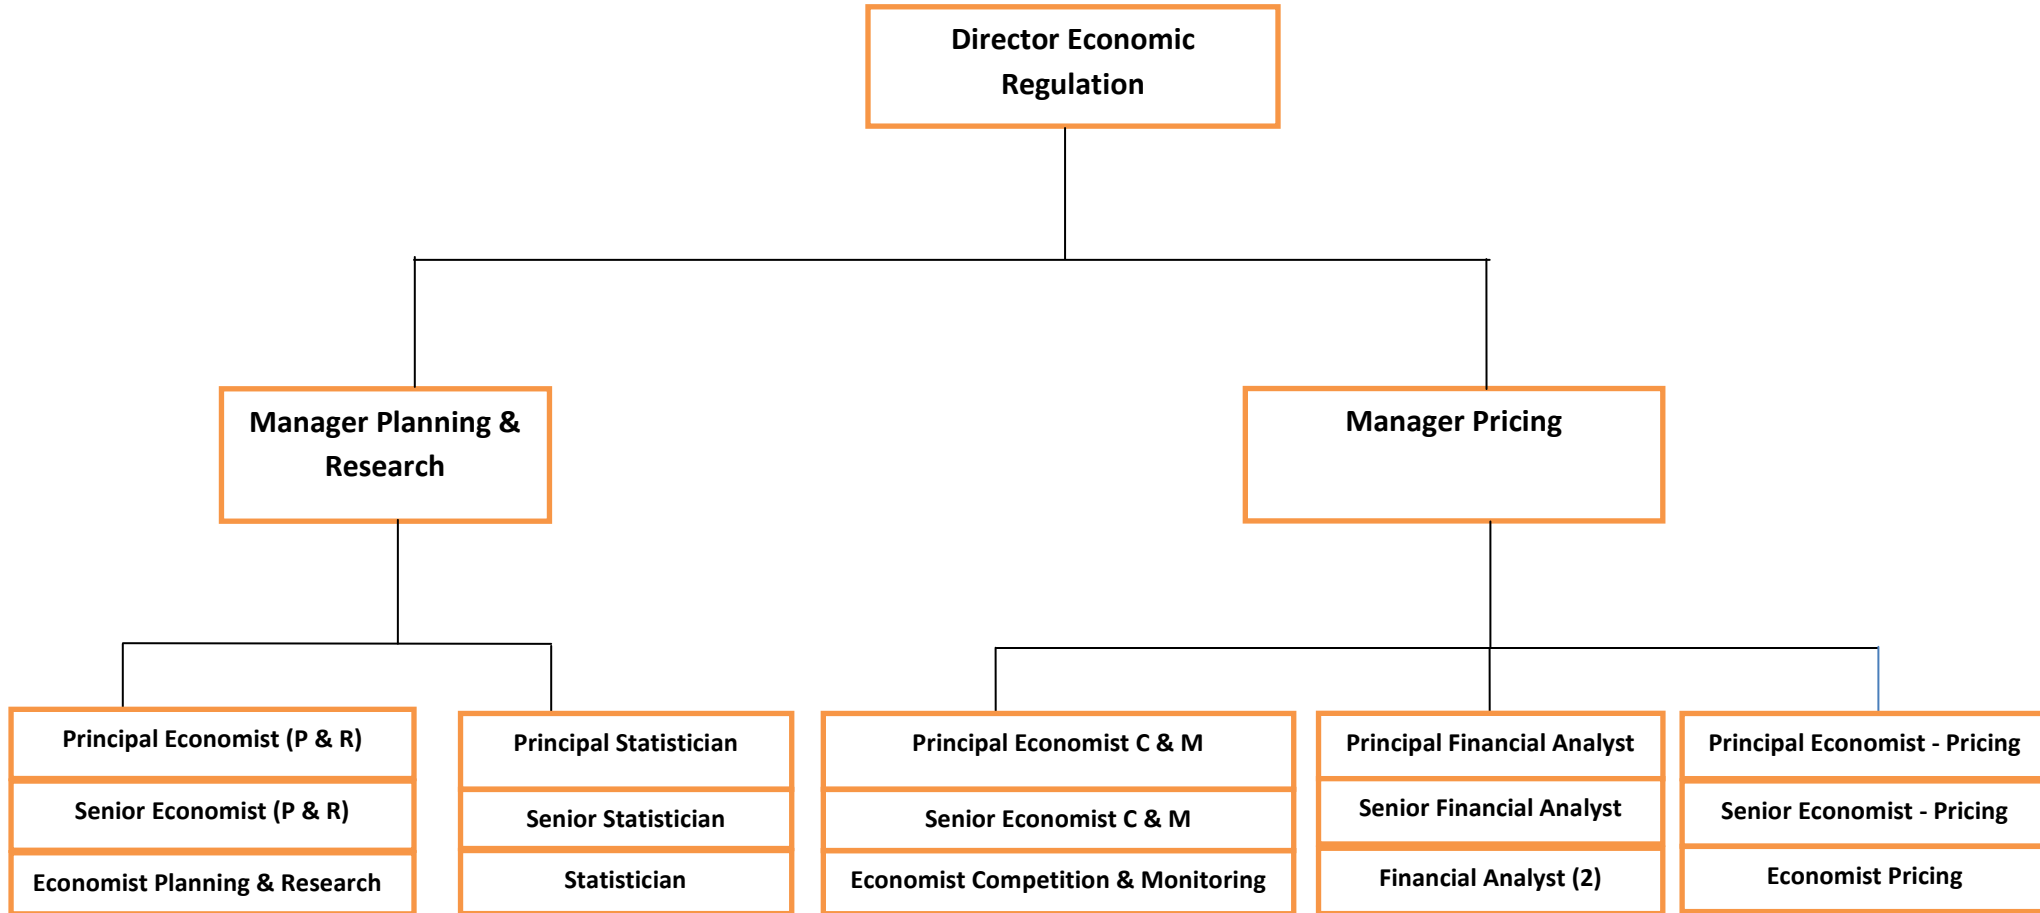 Director Economic
Regulation
Manager Planning &
Research
Manager Pricing
Principal Economist (P & R)
Senior Economist (P & R)
Economist Planning & Research
Principal Statistician
Senior Statistician
Statistician
Principal Economist C & M
Senior Economist C & M
Economist Competition & Monitoring
Principal Financial Analyst
Senior Financial Analyst
Financial Analyst (2)
Principal Economist - Pricing
Senior Economist - Pricing
Economist Pricing